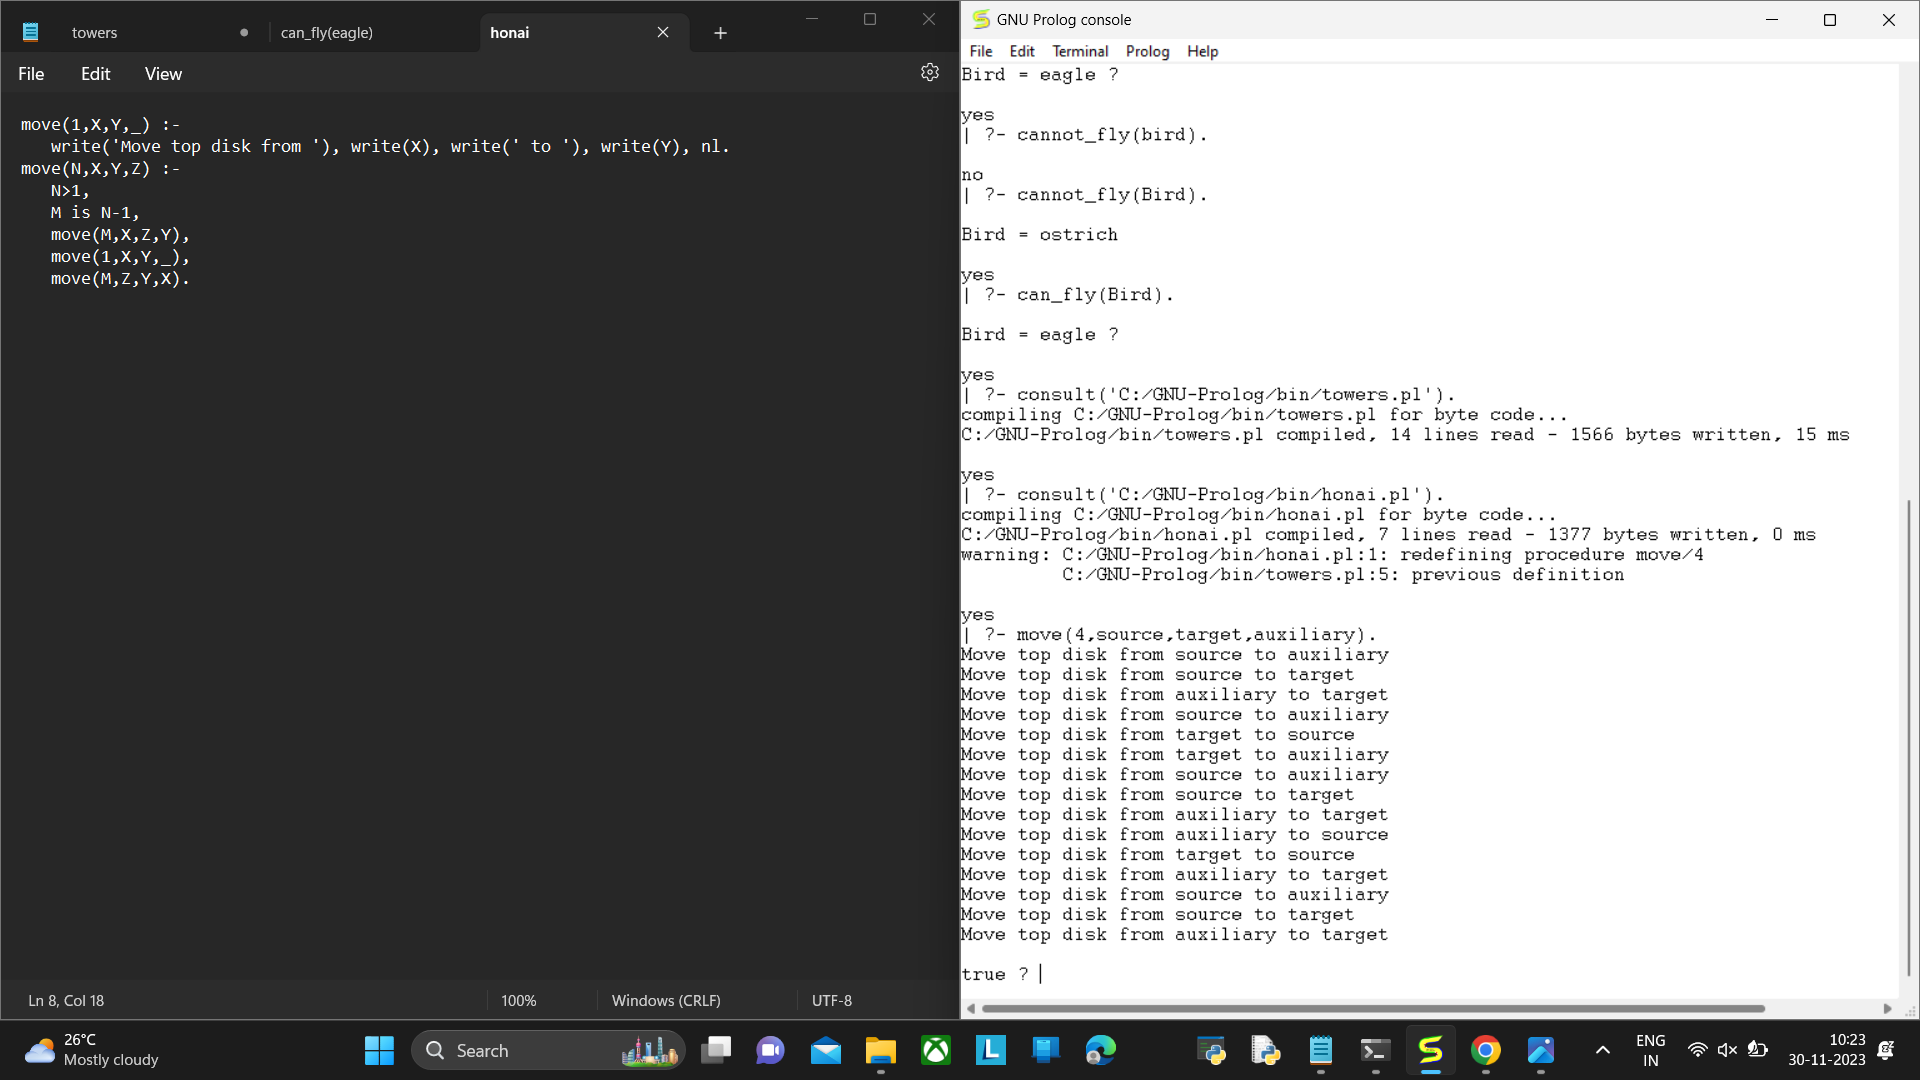 towers
can_fly(eagle)
honai
File Edit View
move(1,X,Y,_) :-
write('Move top disk from '), write(X), write(' to '), write(Y), nl.
move(N,X,Y,Z) :-
N>1,
M is N-1,
move(M,X,Z,Y),
move(1,X,Y,_),
move(M,Z,Y,X).
Ln 8, Col 18
100%
Windows (CRLF)
UTF-8
GNU Prolog console
File Edit Terminal Prolog Help
Bird = eagle ?
yes
| ?- cannot_fly(bird).
no
| ?- cannot_fly(Bird).
Bird = ostrich
yes
| ?- can_fly(Bird).
Bird = eagle ?
yes
| ?- consult('C:/GNU-Prolog/bin/towers.pl').
compiling C:/GNU-Prolog/bin/towers.pl for byte code...
C:/GNU-Prolog/bin/towers.pl compiled, 14 lines read - 1566 bytes written, 15 ms
yes
| ?- consult('C:/GNU-Prolog/bin/honai.pl').
compiling C:/GNU-Prolog/bin/honai.pl for byte code...
C:/GNU-Prolog/bin/honai.pl compiled, 7 lines read - 1377 bytes written, 0 ms
warning: C:/GNU-Prolog/bin/honai.pl:1: redefining procedure move/4
C:/GNU-Prolog/bin/towers.pl:5: previous definition
yes
| ?- move(4,source,target,auxiliary).
Move top disk from source to auxiliary
Move top disk from source to target
Move top disk from auxiliary to target
Move top disk from source to auxiliary
Move top disk from target to source
Move top disk from target to auxiliary
Move top disk from source to auxiliary
Move top disk from source to target
Move top disk from auxiliary to target
Move top disk from auxiliary to source
Move top disk from target to source
Move top disk from auxiliary to target
Move top disk from source to auxiliary
Move top disk from source to target
Move top disk from auxiliary to target
true ?
26°C
Mostly cloudy
Search
ENG
IN
10:23
30-11-2023